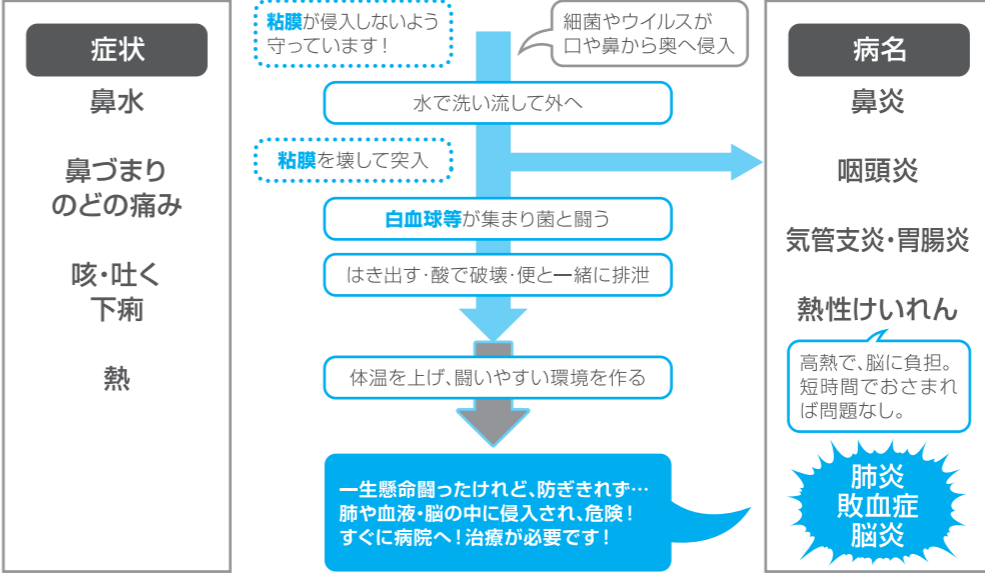 症状
鼻水
鼻づまり
のどの痛み
咳・吐く
下痢
熱
粘膜が侵入しないよう
守っています!
細菌やウイルスが
口や鼻から奥へ侵入
水で洗い流して外へ
粘膜を壊して突入
白血球等が集まり菌と闘う
はき出す・酸で破壊・便と一緒に排泄
体温を上げ、闘いやすい環境を作る
一生懸命闘ったけれど、防ぎきれず…
肺や血液・脳の中に侵入され、危険!
すぐに病院へ!治療が必要です!
病名
鼻炎
咽頭炎
気管支炎・胃腸炎
熱性けいれん
高熱で、脳に負担。
短時間でおさまれ
ば問題なし。
肺炎
敗血症
脳炎